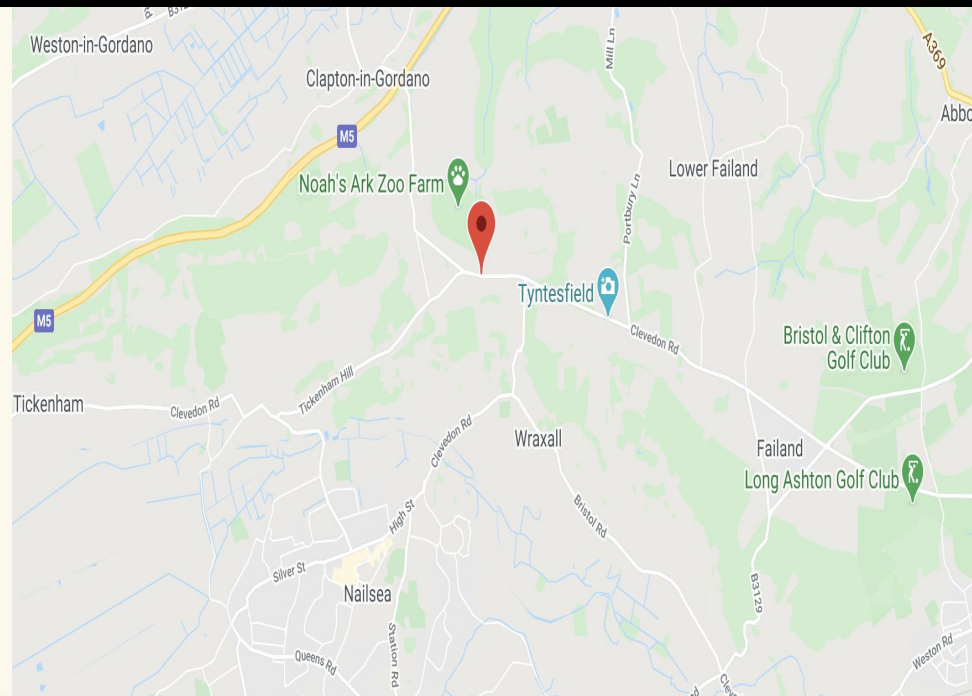 Weston-in-Gordano
Clapton-in-Gordano
Mill Ln
A369
M5
Noah's Ark Zoo Farm
Lower Failand
Portbury Ln
Tyntesfield
M5
Clevedon Rd
Bristol & Clifton
Golf Club
Tickenham
Clevedon Rd
Tickenham Hill
Clevedon Rd
Wraxall
Failand
Long Ashton Golf Club
High St
Bristol Rd
Silver St
Nailsea
B3129
Station Rd
Queens Rd
Weston Rd